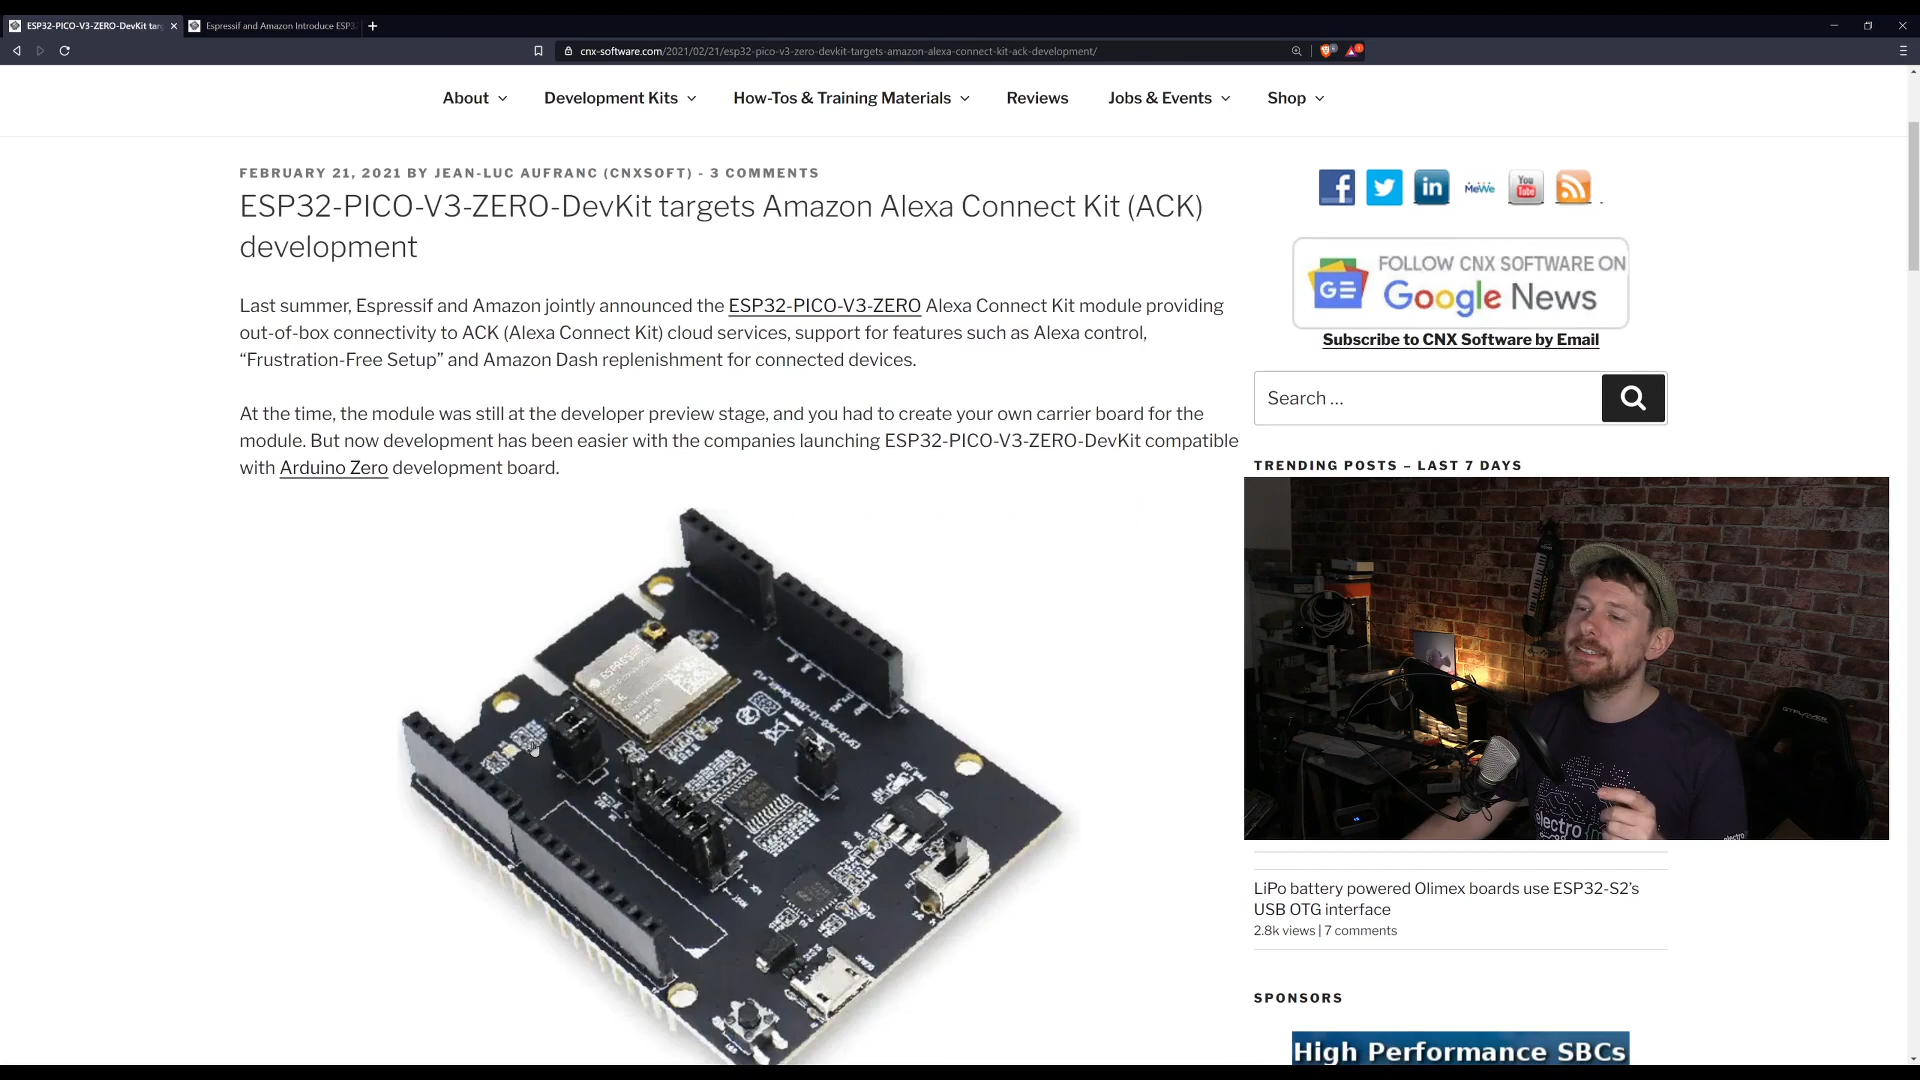 ESP32-PICO-V3-ZERO-DevKit tar
Espressif and Amazon Introduce ESP3
cnx-software.com/2021/02/21/esp32-pico-v3-zero-devkit-targets-amazon-alexa-connect-kit-ack-development/
About Development Kits How-Tos & Training Materials Reviews Jobs & Events Shop
FEBRUARY 21, 2021 BY JEAN-LUC AUFRANC (CNXSOFT) - 3 COMMENTS
ESP32-PICO-V3-ZERO-DevKit targets Amazon Alexa Connect Kit (ACK)
development
Last summer, Espressif and Amazon jointly announced the ESP32-PICO-V3-ZERO Alexa Connect Kit module providing
out-of-box connectivity to ACK (Alexa Connect Kit) cloud services, support for features such as Alexa control,
“Frustration-Free Setup” and Amazon Dash replenishment for connected devices.
At the time, the module was still at the developer preview stage, and you had to create your own carrier board for the
module. But now development has been easier with the companies launching ESP32-PICO-V3-ZERO-DevKit compatible
with Arduino Zero development board.
ESPRESSIF
in
MeWe
You
Tube
GE
FOLLOW CNX SOFTWARE ON
Google News
Subscribe to CNX Software by Email
Search …
TRENDING POSTS – LAST 7 DAYS
electro
electro
LiPo battery powered Olimex boards use ESP32-S2’s
USB OTG interface
2.8k views | 7 comments
SPONSORS
High Performance SBCs